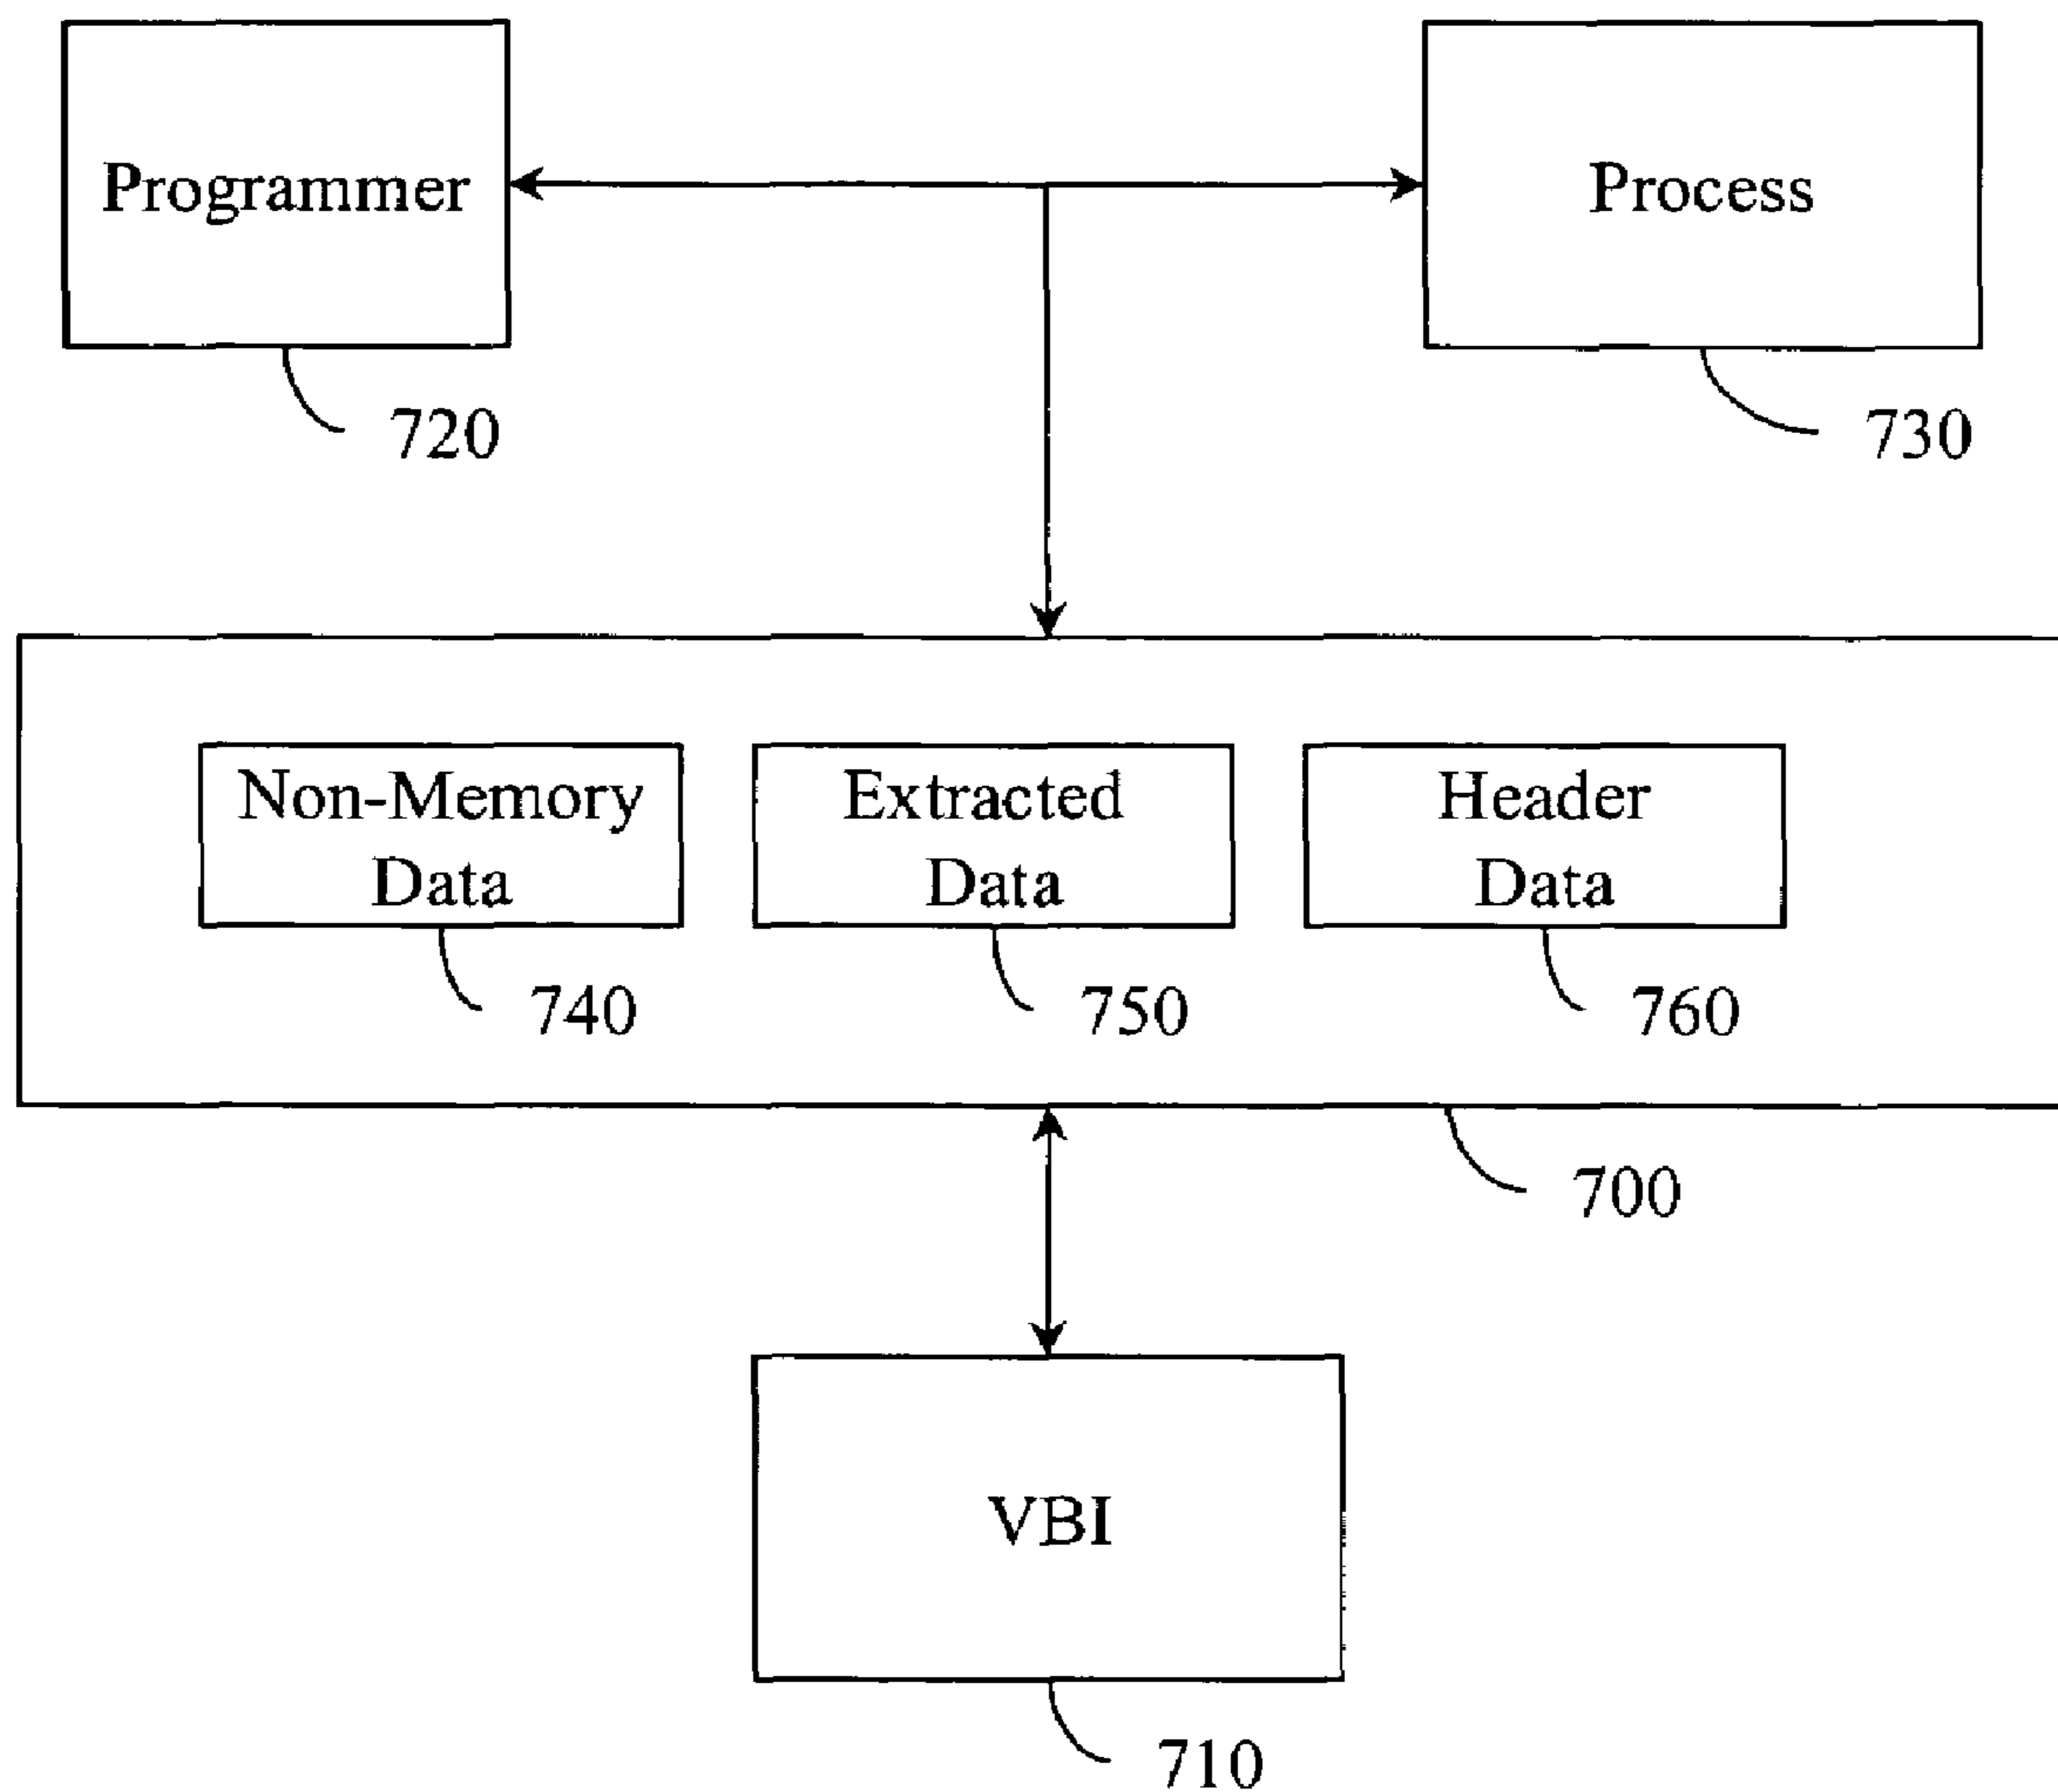 Programmer
Process
720
730
Non-Memory
Data
Extracted
Data
Header
Data
740
750
760
700
VBI
710